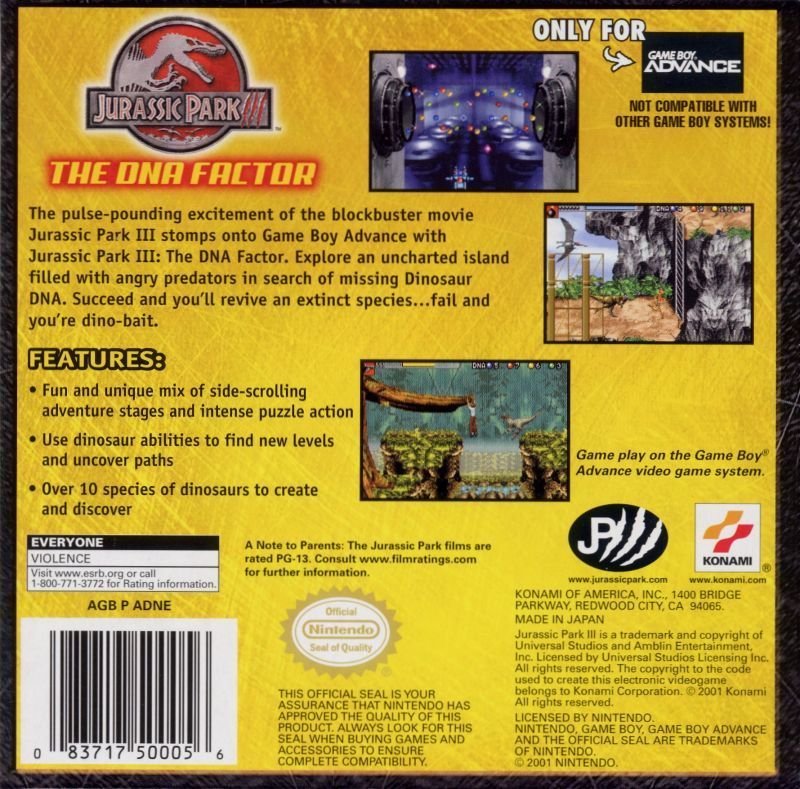 JURASSIC PARK III
™
THE DNA FACTOR
ONLY FOR
GAME BOY
ADVANCE
NOT COMPATIBLE WITH
OTHER GAME BOY SYSTEMS!
The pulse-pounding excitement of the blockbuster movie
Jurassic Park III stomps onto Game Boy Advance with
Jurassic Park III: The DNA Factor. Explore an uncharted island
filled with angry predators in search of missing Dinosaur
DNA. Succeed and you'll revive an extinct species...fail and
you're dino-bait.
FEATURES:
• Fun and unique mix of side-scrolling
adventure stages and intense puzzle action
• Use dinosaur abilities to find new levels
and uncover paths
• Over 10 species of dinosaurs to create
and discover
DNA
Game play on the Game Boy®
Advance video game system.
EVERYONE
VIOLENCE
Visit www.esrb.org or call
1-800-771-3772 for Rating information.
AGB P ADNE
A Note to Parents: The Jurassic Park films are
rated PG-13. Consult www.filmratings.com
for further information.
Official
Nintendo
Seal of Quality
®
THIS OFFICIAL SEAL IS YOUR
ASSURANCE THAT NINTENDO HAS
APPROVED THE QUALITY OF THIS
PRODUCT. ALWAYS LOOK FOR THIS
SEAL WHEN BUYING GAMES AND
ACCESSORIES TO ENSURE
COMPLETE COMPATIBILITY.
0 83717 50005 6
JP
www.jurassicpark.com
KONAMI
®
www.konami.com
KONAMI OF AMERICA, INC., 1400 BRIDGE
PARKWAY, REDWOOD CITY, CA 94065.
MADE IN JAPAN
Jurassic Park III is a trademark and copyright of
Universal Studios and Amblin Entertainment,
Inc. Licensed by Universal Studios Licensing Inc.
All rights reserved. The copyright to the code
used to create this electronic videogame
belongs to Konami Corporation. © 2001 Konami
All rights reserved.
LICENSED BY NINTENDO.
NINTENDO, GAME BOY, GAME BOY ADVANCE
AND THE OFFICIAL SEAL ARE TRADEMARKS
OF NINTENDO.
© 2001 NINTENDO.